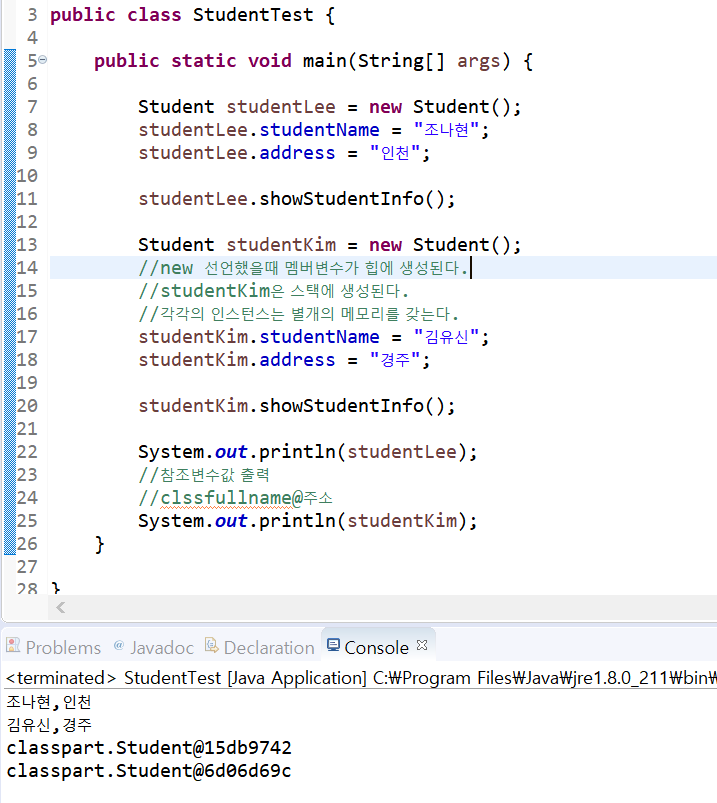 3 public class StudentTest {
4
5 public static void main(String[] args) {
6
7 Student studentLee = new Student();
8 studentLee.studentName = "조나현";
9 studentLee.address = "인천";
10
11 studentLee.showStudentInfo();
12
13 Student studentKim = new Student();
14 //new 선언했을때 멤버변수가 힙에 생성된다.
15 //studentKim은 스택에 생성된다.
16 //각각의 인스턴스는 별개의 메모리를 갖는다.
17 studentKim.studentName = "김유신";
18 studentKim.address = "경주";
19
20 studentKim.showStudentInfo();
21
22 System.out.println(studentLee);
23 //참조변수값 출력
24 //clssfullname@주소
25 System.out.println(studentKim);
26 }
27
28 }
Problems @ Javadoc Declaration Console
<terminated> StudentTest [Java Application] C:₩Program Files₩Java₩jre1.8.0_211₩bin₩
조나현,인천
김유신,경주
classpart.Student@15db9742
classpart.Student@6d06d69c